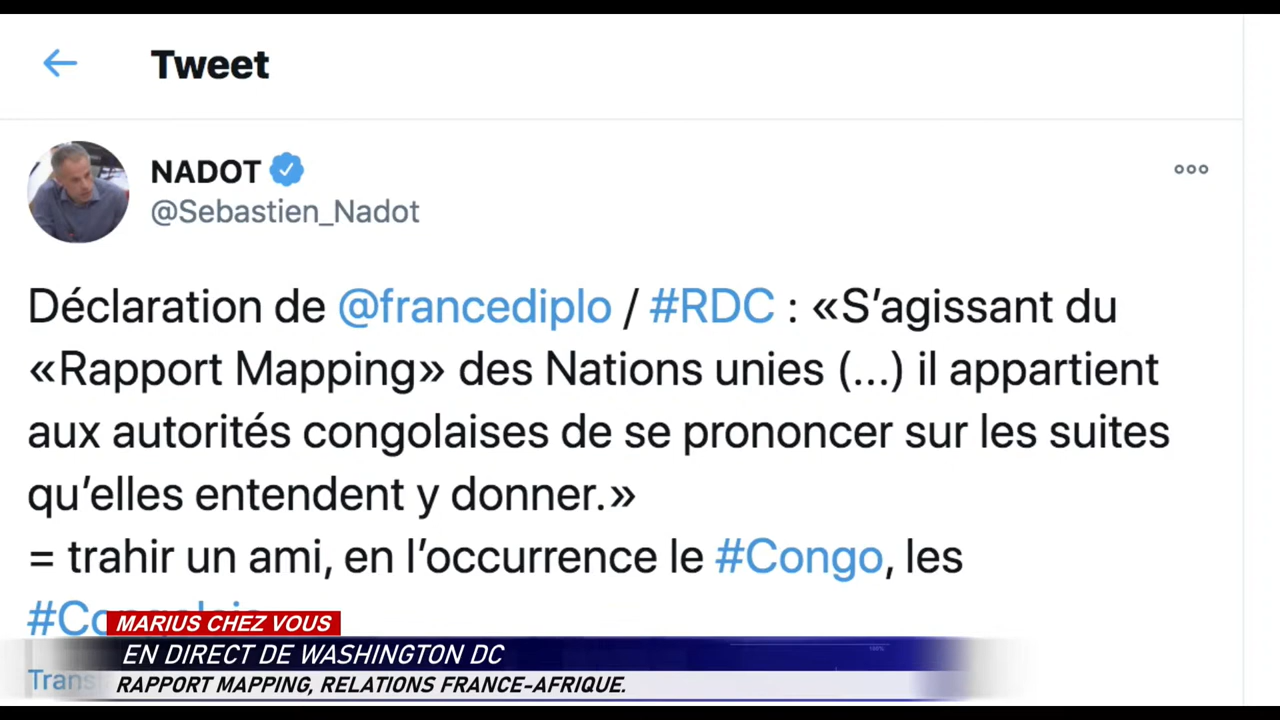 Tweet
NADOT
@Sebastien_Nadot
Déclaration de @francediplo / #RDC : «S’agissant du
«Rapport Mapping» des Nations unies (...) il appartient
aux autorités congolaises de se prononcer sur les suites
qu’elles entendent y donner.»
= trahir un ami, en l’occurrence le #Congo, les
MARIUS CHEZ VOUS
EN DIRECT DE WASHINGTON DC
RAPPORT MAPPING, RELATIONS FRANCE-AFRIQUE.